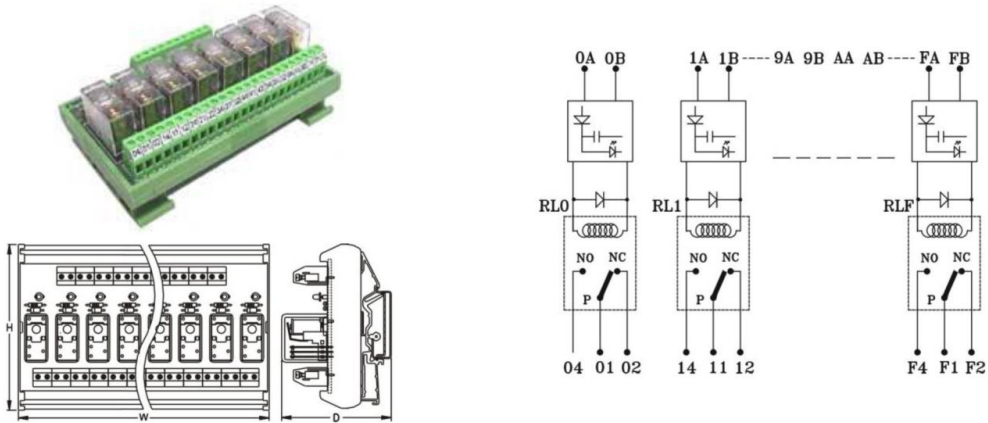 0A 0B 1A 1B ---- 9A 9B AA AB ---- FA FB
RL0 RL1 RLF
NO NC NO NC NO NC
P P P
04 01 02 14 11 12 F4 F1 F2
H
W D